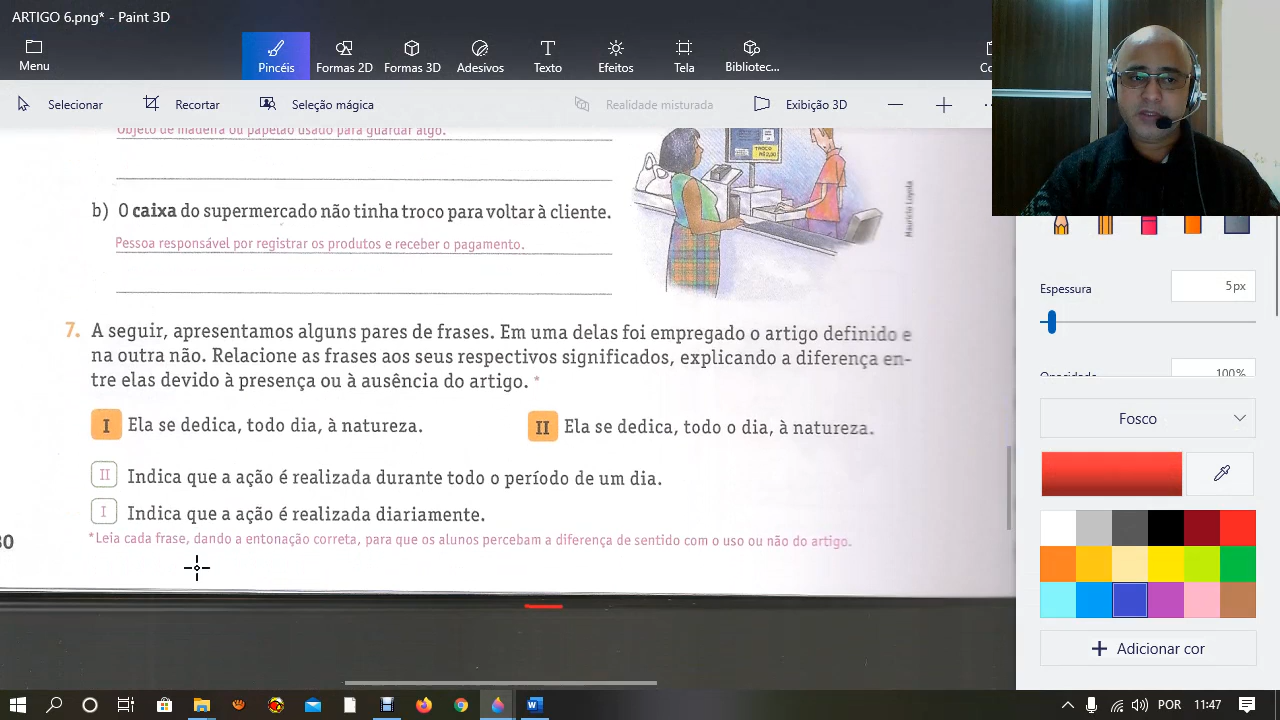 ARTIGO 6.png* - Paint 3D
Menu
Pincéis
Formas 2D
Formas 3D
Adesivos
Texto
Efeitos
Tela
Bibliotec...
Selecionar
Recortar
Seleção mágica
Realidade misturada
Exibição 3D
Objeto de madeira ou papelão usado para guardar algo.
TROCO
b) O caixa do supermercado não tinha troco para voltar à cliente.
Pessoa responsável por registrar os produtos e receber o pagamento.
7. A seguir, apresentamos alguns pares de frases. Em uma delas foi empregado o artigo definido e
na outra não. Relacione as frases aos seus respectivos significados, explicando a diferença en-
tre elas devido à presença ou à ausência do artigo. *
I Ela se dedica, todo dia, à natureza.
II Ela se dedica, todo o dia, à natureza.
II Indica que a ação é realizada durante todo o período de um dia.
I Indica que a ação é realizada diariamente.
*Leia cada frase, dando a entonação correta, para que os alunos percebam a diferença de sentido com o uso ou não do artigo.
Espessura
5px
Opacidade
100%
Fosco
Adicionar cor
POR
11:47